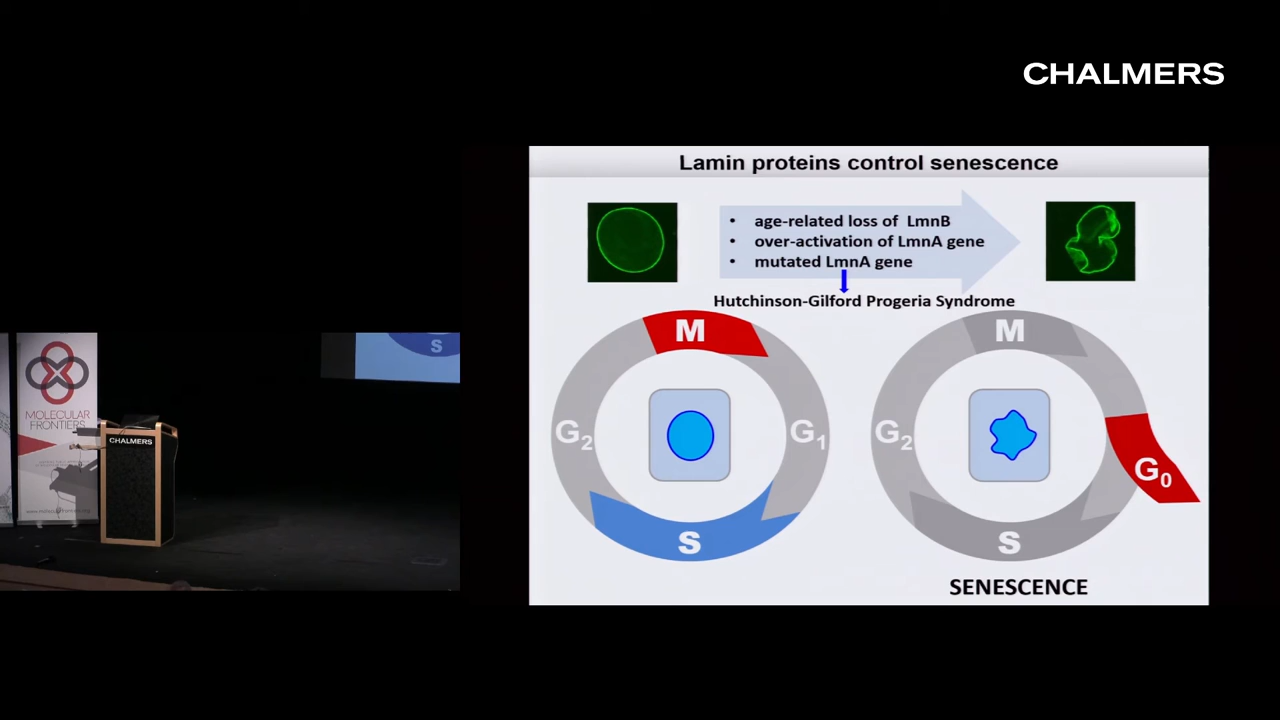 CHALMERS
Lamin proteins control senescence
• age-related loss of LmnB
• over-activation of LmnA gene
• mutated LmnA gene
Hutchinson-Gilford Progeria Syndrome
M
G2
G1
S
M
G2
G0
S
SENESCENCE
S
MOLECULAR
FRONTIERS
CHALMERS